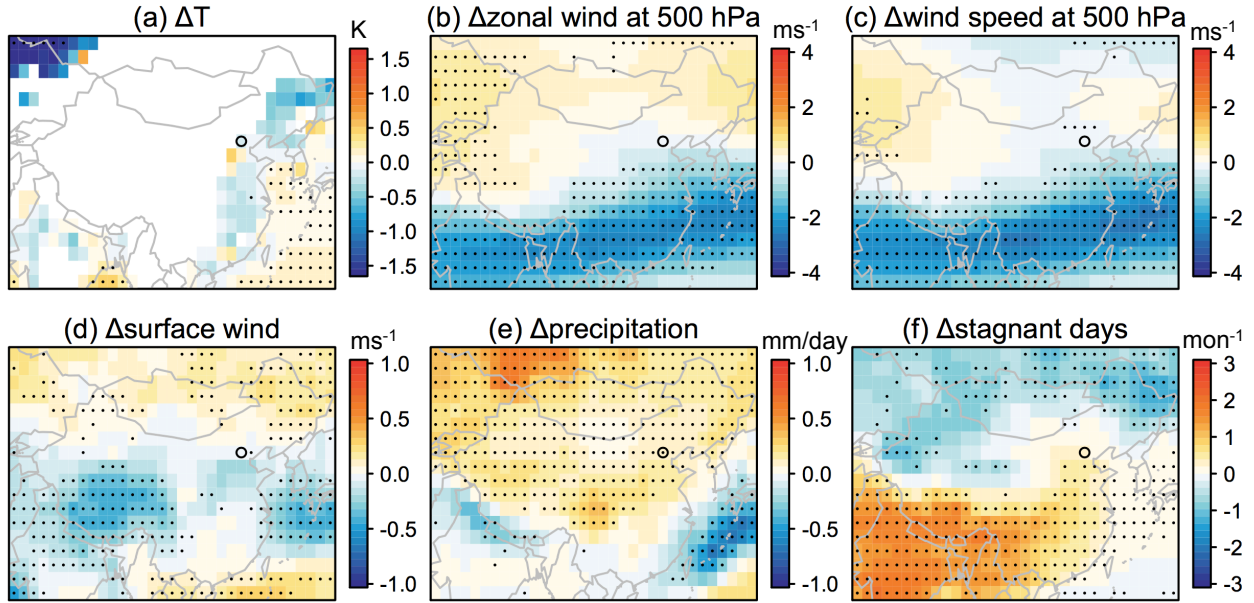 (a) ΔT
K
1.5
1.0
0.5
0.0
-0.5
-1.0
-1.5
(b) Δzonal wind at 500 hPa
ms-1
4
2
0
-2
-4
(c) Δwind speed at 500 hPa
ms-1
4
2
0
-2
-4
(d) Δsurface wind
ms-1
1.0
0.5
0.0
-0.5
-1.0
(e) Δprecipitation
mm/day
1.0
0.5
0.0
-0.5
-1.0
(f) Δstagnant days
mon-1
3
2
1
0
-1
-2
-3